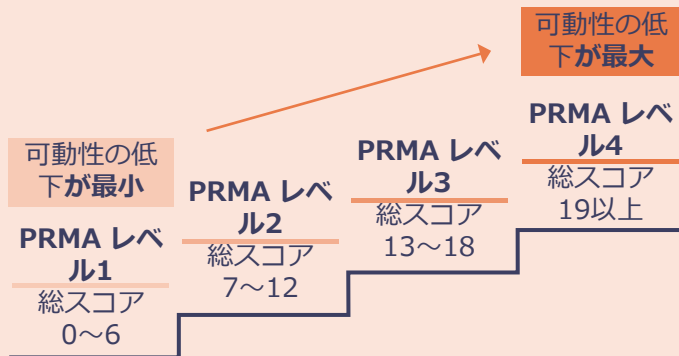 可動性の低
下が最小
PRMA レベ
ル1
総スコア
0～6
PRMA レベ
ル2
総スコア
7～12
PRMA レベ
ル3
総スコア
13～18
可動性の低
下が最大
PRMA レベ
ル4
総スコア
19以上